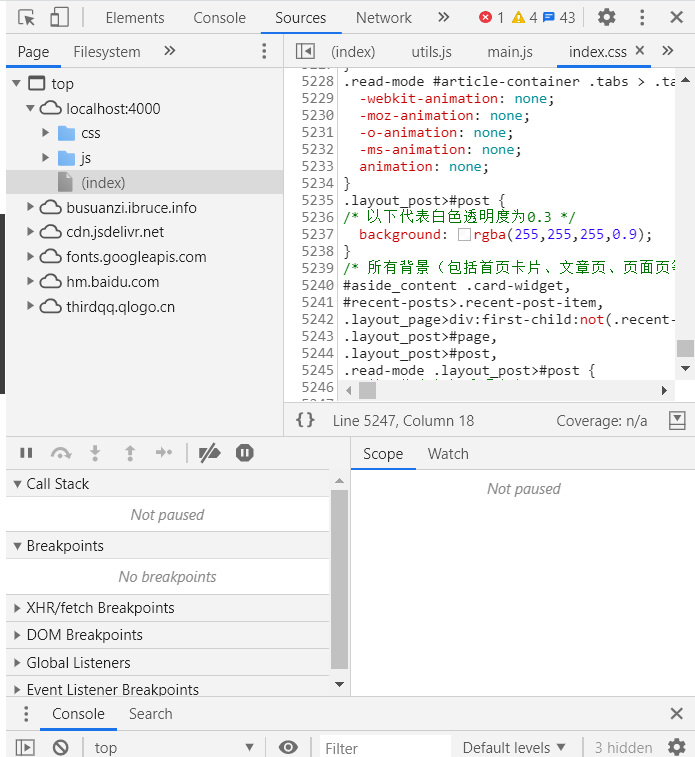 Elements Console Sources Network » 1 4 43
Page Filesystem » (index) utils.js main.js index.css × »
top
localhost:4000
css
js
(index)
busuanzi.ibruce.info
cdn.jsdelivr.net
fonts.googleapis.com
hm.baidu.com
thirdqq.qlogo.cn
5228 .read-mode #article-container .tabs > .ta
5229 -webkit-animation: none;
5230 -moz-animation: none;
5231 -o-animation: none;
5232 -ms-animation: none;
5233 animation: none;
5234 }
5235 .layout_post>#post {
5236 /* 以下代表白色透明度为0.3 */
5237 background: rgba(255,255,255,0.9);
5238 }
5239 /* 所有背景（包括首页卡片、文章页、页面页等
5240 #aside_content .card-widget,
5241 #recent-posts>.recent-post-item,
5242 .layout_page>div:first-child:not(.recent-
5243 .layout_page>#page,
5244 .layout_post>#post,
5245 .read-mode .layout_post>#post {
5246
{} Line 5247, Column 18 Coverage: n/a
Call Stack
Not paused
Breakpoints
No breakpoints
XHR/fetch Breakpoints
DOM Breakpoints
Global Listeners
Event Listener Breakpoints
Scope Watch
Not paused
Console Search
top Filter Default levels 3 hidden